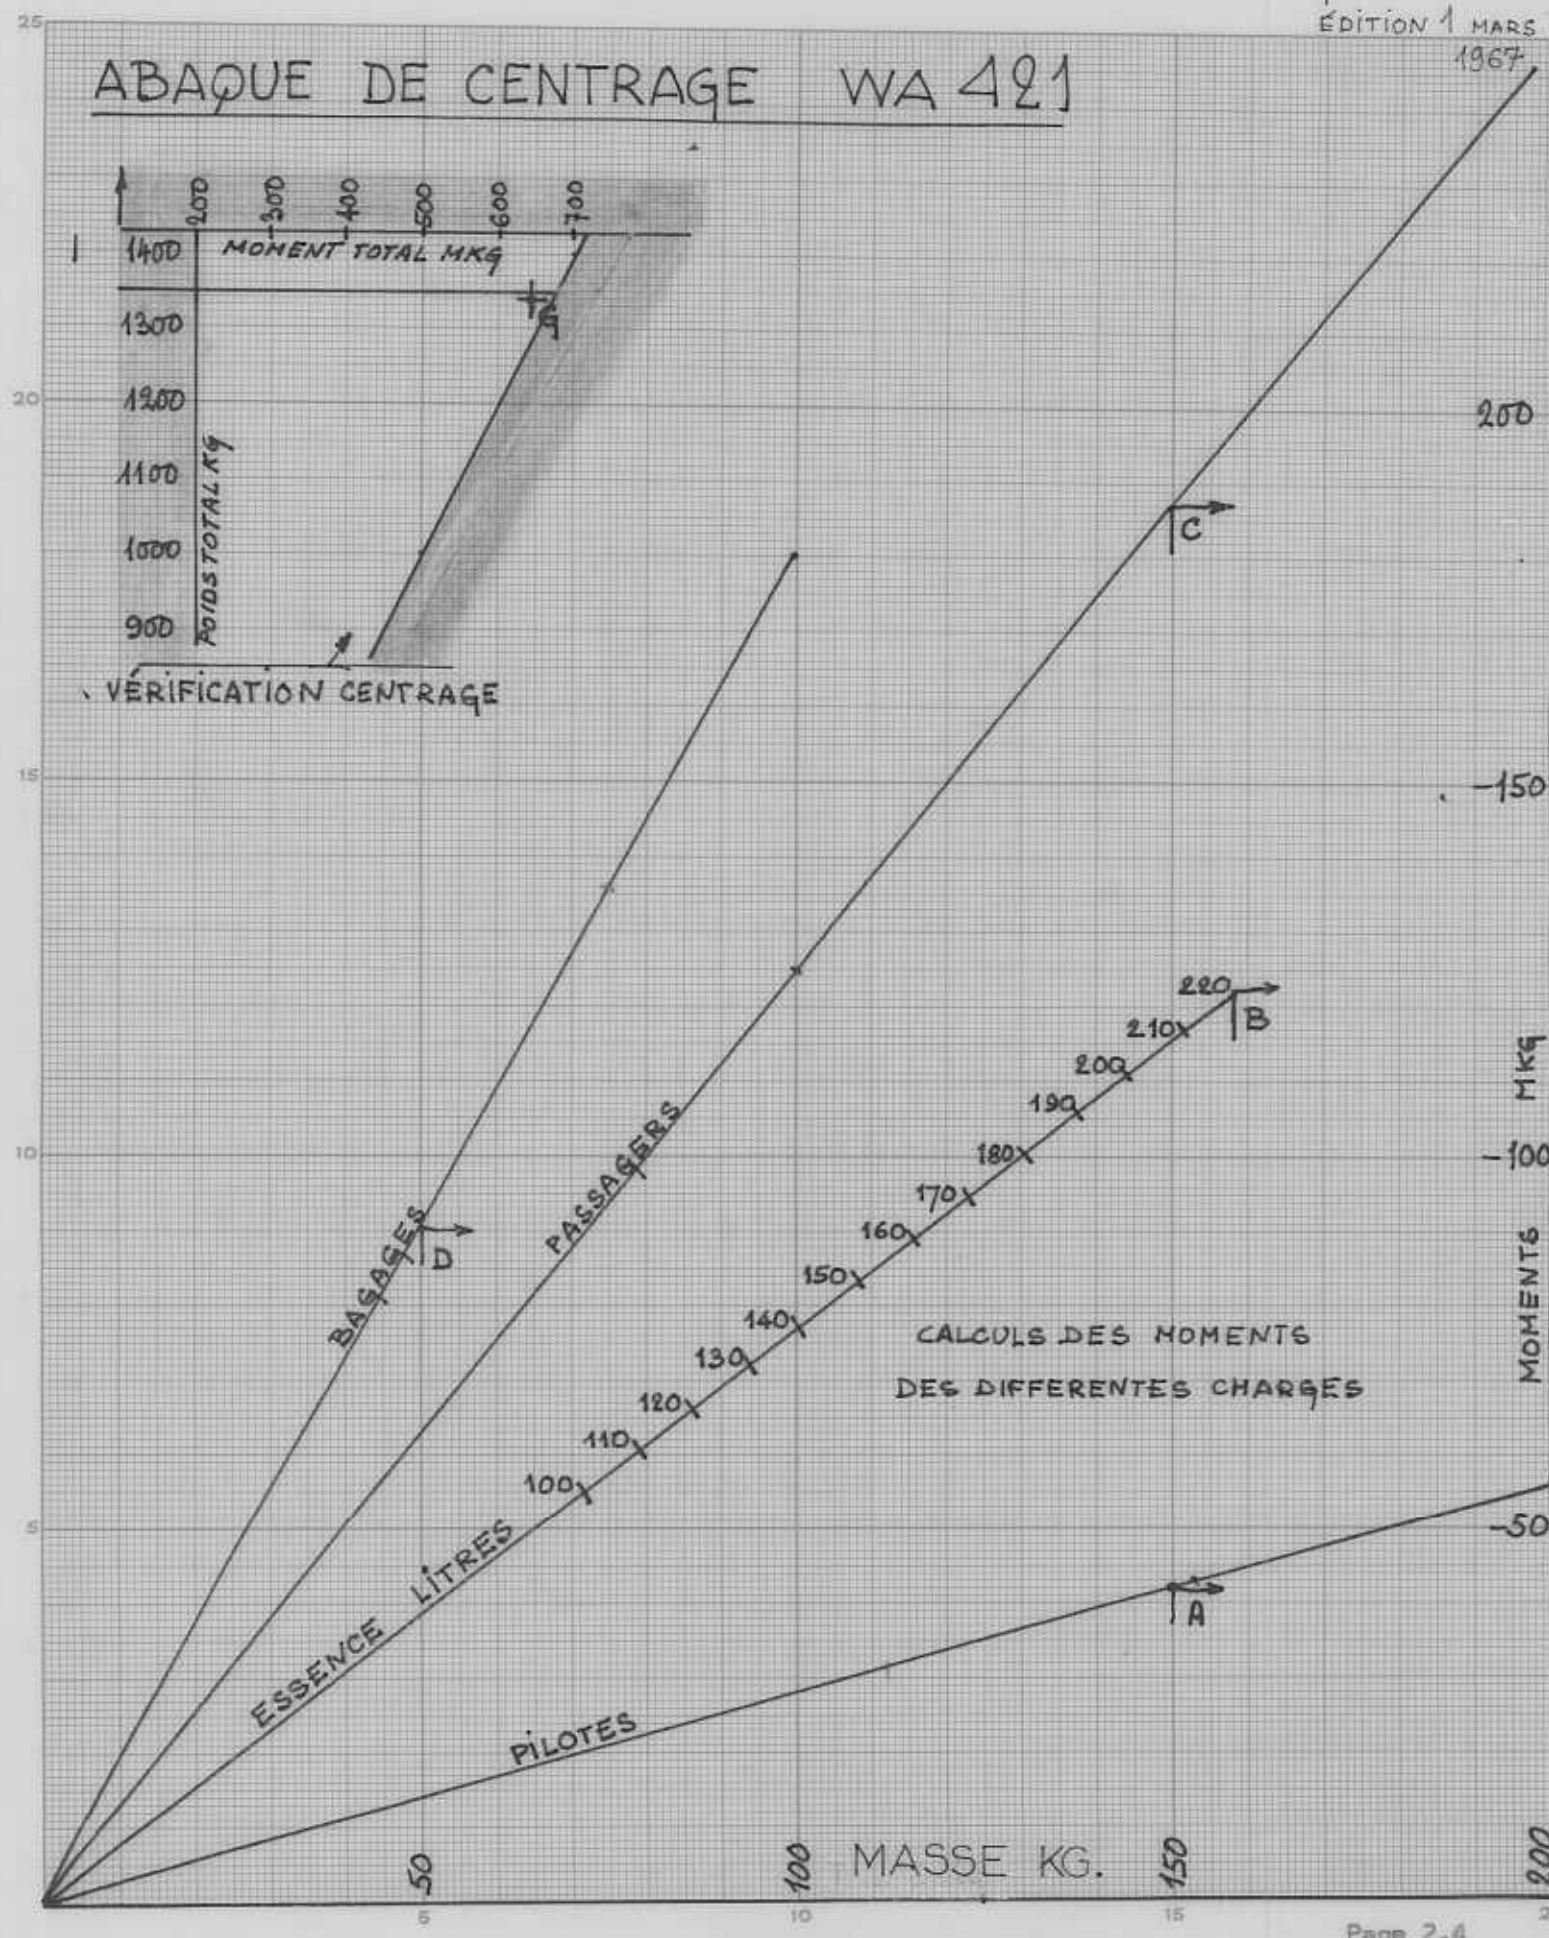 ÉDITION 1 MARS
1967
25
ABAQUE DE CENTRAGE WA 421
200 300 400 500 600 700
1400 MOMENT TOTAL MKG
1300
G
1200
1100
1000
900
POIDS TOTAL KG
VÉRIFICATION CENTRAGE
20
200
C
15
-150
220
B
210
200
190
180
170
160
150
140
130
120
110
100
10
-100
MOMENTS MKG
BAGAGES
D
PASSAGERS
CALCULS DES MOMENTS
DES DIFFERENTES CHARGES
5
-50
ESSENCE LITRES
A
PILOTES
50 100 MASSE KG. 150 200
5 10 15 2
Page 2.4